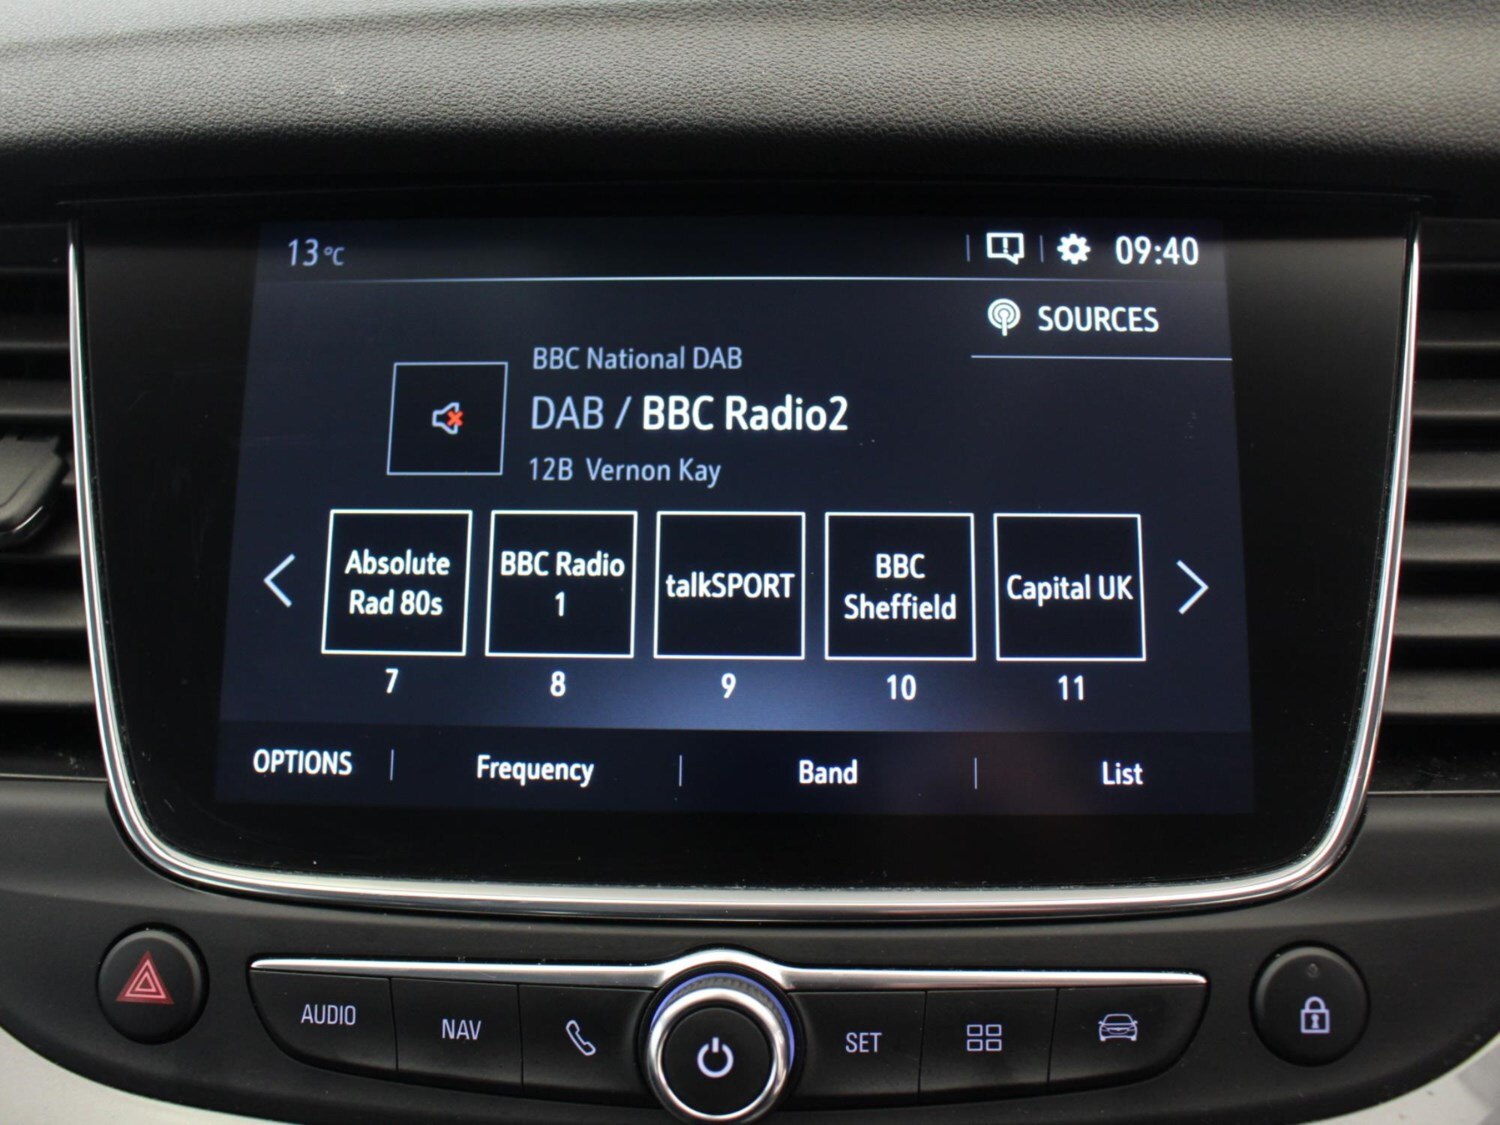 13°C
09:40
SOURCES
BBC National DAB
DAB / BBC Radio2
12B Vernon Kay
Absolute
Rad 80s
BBC Radio
1
talkSPORT
BBC
Sheffield
Capital UK
7
8
9
10
11
OPTIONS
Frequency
Band
List
AUDIO
NAV
SET